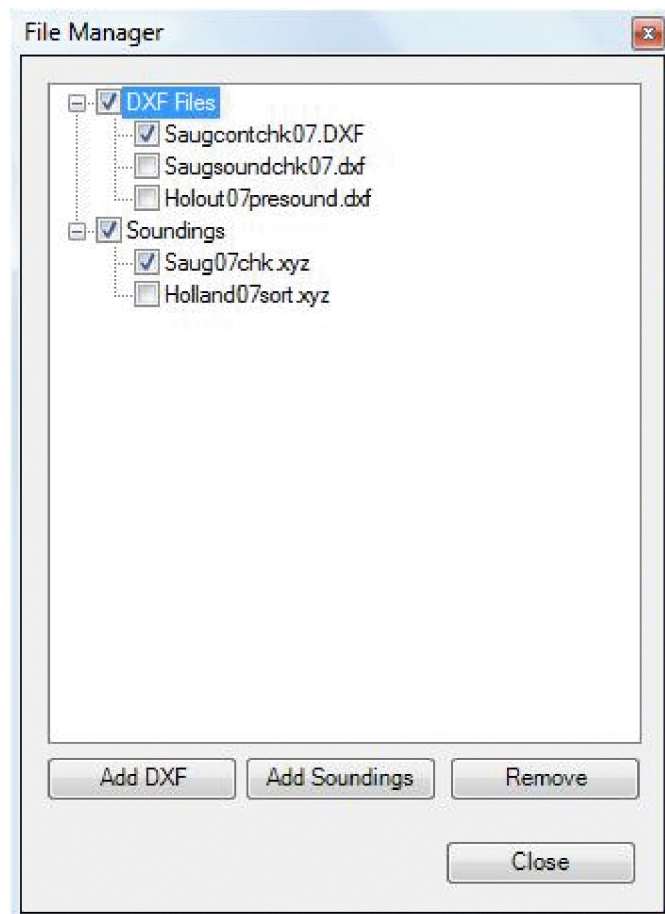 File Manager
DXF Files
Saugcontchk07.DXF
Saugsoundchk07.dxf
Holout07presound.dxf
Soundings
Saug07chk.xyz
Holland07sort.xyz
Add DXF
Add Soundings
Remove
Close